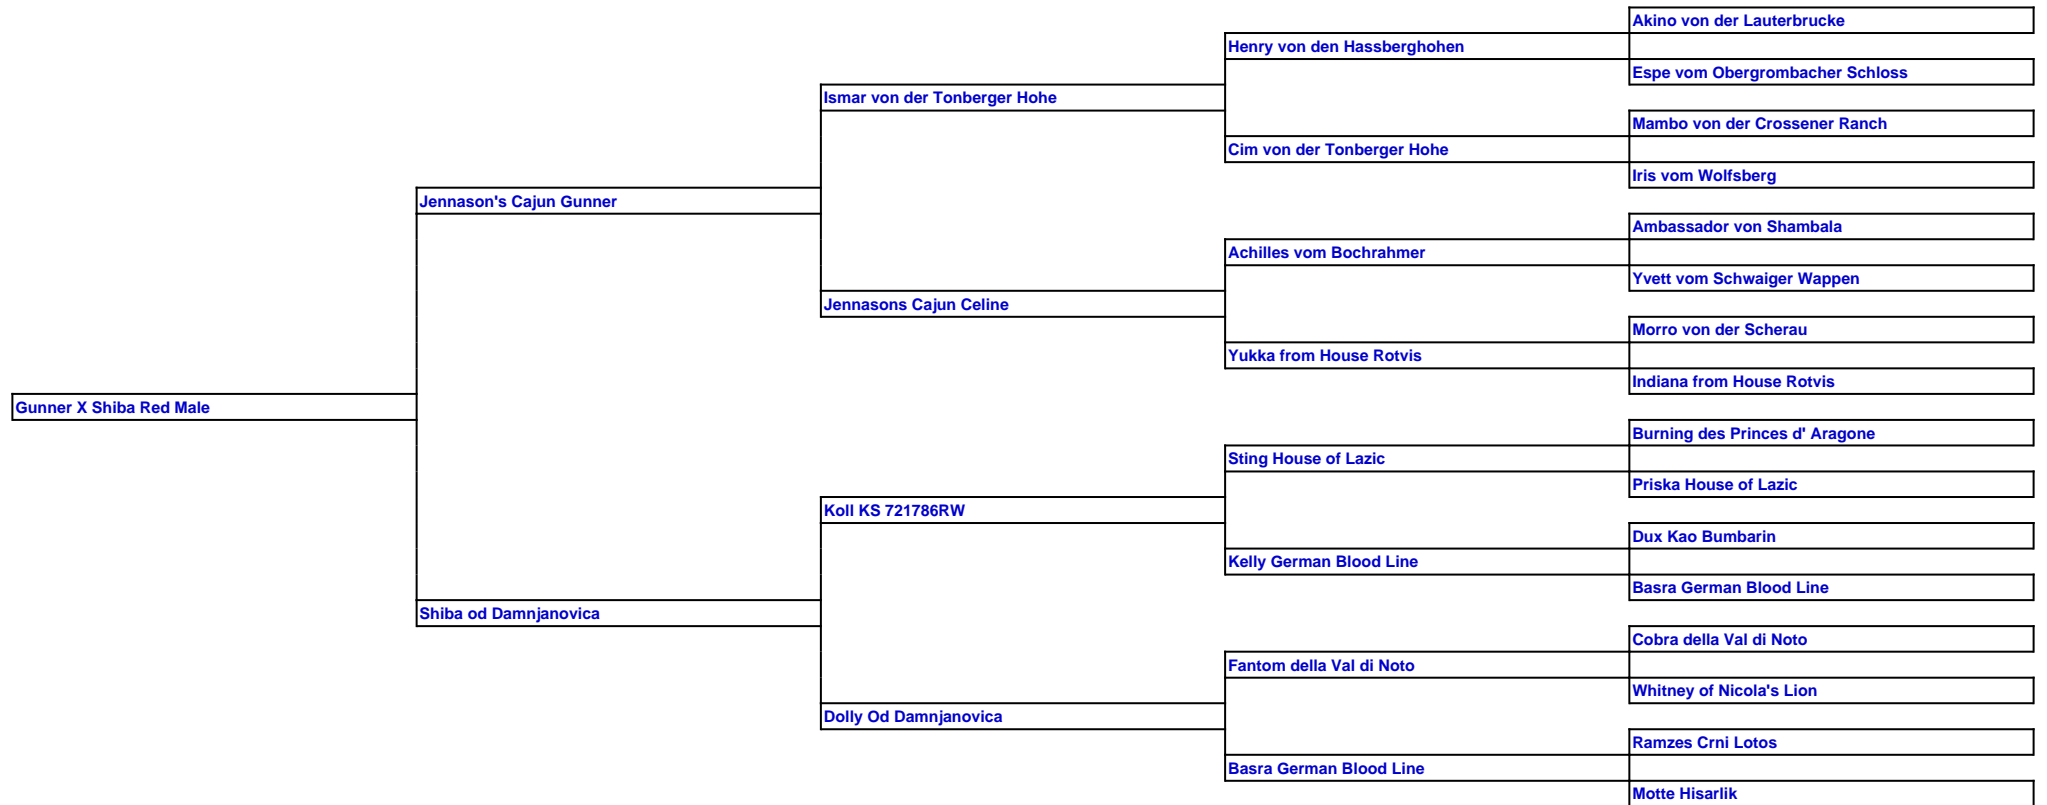 Akino von der Lauterbrucke
Henry von den Hassberghohen
Espe vom Obergrombacher Schloss
Ismar von der Tonberger Hohe
Mambo von der Crossener Ranch
Cim von der Tonberger Hohe
Iris vom Wolfsberg
Jennason's Cajun Gunner
Ambassador von Shambala
Achilles vom Bochrahmer
Yvett vom Schwaiger Wappen
Jennasons Cajun Celine
Morro von der Scherau
Yukka from House Rotvis
Indiana from House Rotvis
Gunner X Shiba Red Male
Burning des Princes d' Aragone
Sting House of Lazic
Priska House of Lazic
Koll KS 721786RW
Dux Kao Bumbarin
Kelly German Blood Line
Basra German Blood Line
Shiba od Damnjanovica
Cobra della Val di Noto
Fantom della Val di Noto
Whitney of Nicola's Lion
Dolly Od Damnjanovica
Ramzes Crni Lotos
Basra German Blood Line
Motte Hisarlik